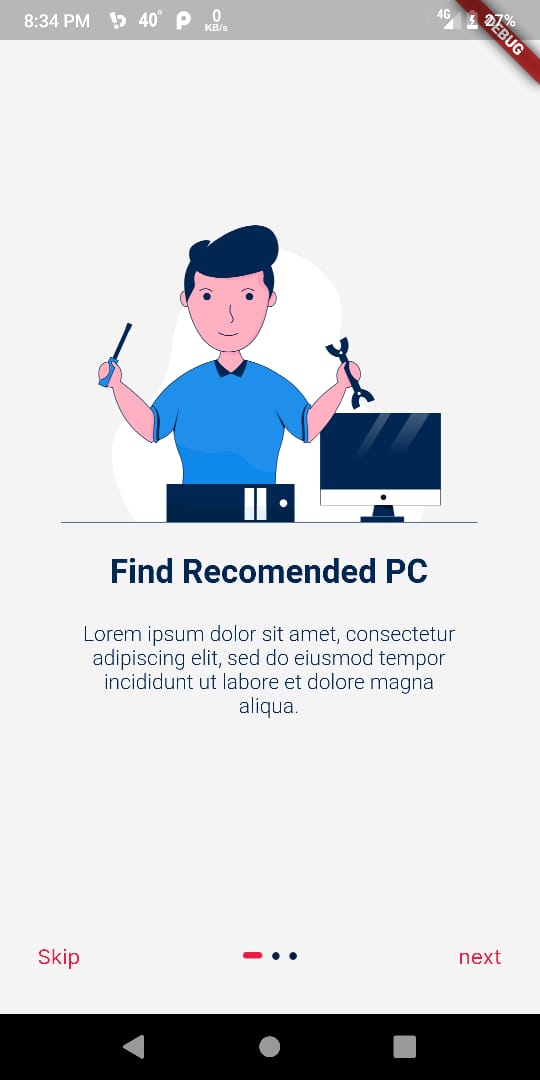 8:34 PM 40° 0 KB/s 4G 27%
DEBUG
Find Recomended PC
Lorem ipsum dolor sit amet, consectetur
adipiscing elit, sed do eiusmod tempor
incididunt ut labore et dolore magna
aliqua.
Skip next